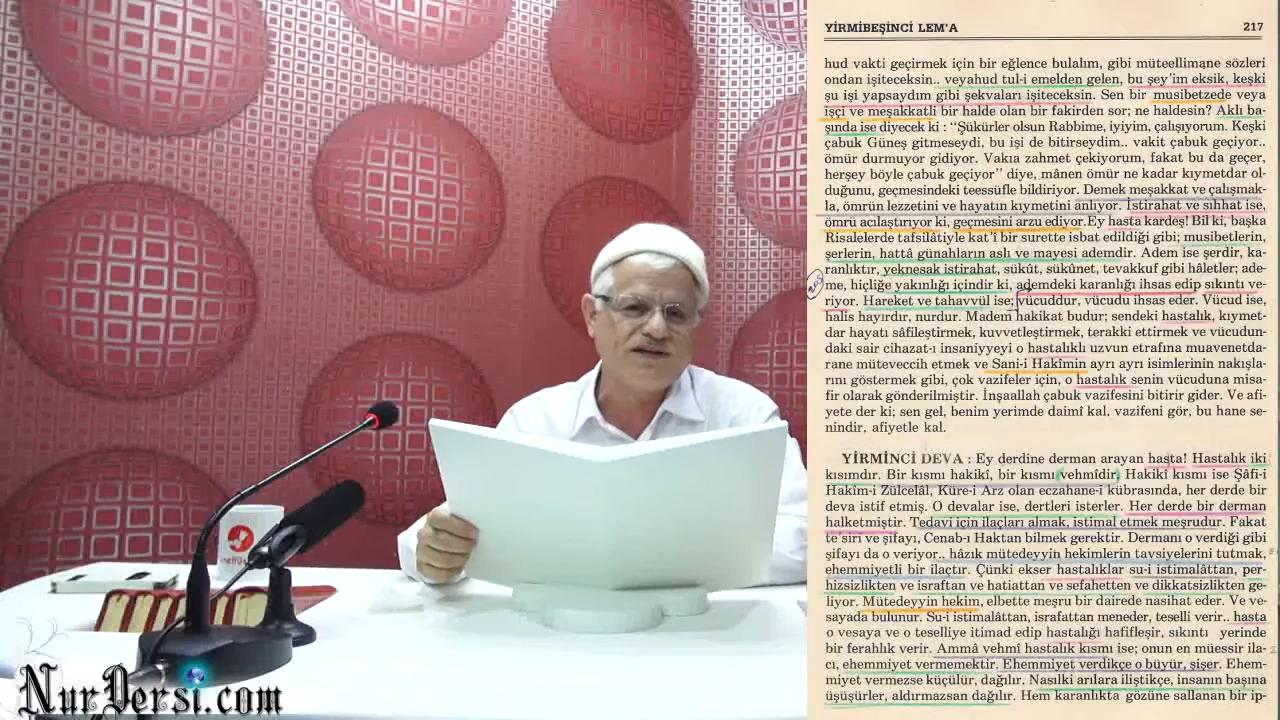 YİRMİBEŞİNCİ LEM'A 217
hud vakti geçirmek için bir eğlence bulalım, gibi müteellimane sözleri
ondan işiteceksin.. veyahud tul-i emelden gelen, bu şey'im eksik, keşki
şu işi yapsaydım gibi şekvaları işiteceksin. Sen bir musibetzede veya
işçi ve meşakkatli bir halde olan bir fakirden sor; ne haldesin? Aklı ba-
şında ise diyecek ki : "Şükürler olsun Rabbime, iyiyim, çalışıyorum. Keşki
çabuk Güneş gitmeseydi, bu işi de bitirseydim.. vakit çabuk geçiyor..
ömür durmuyor gidiyor. Vakıa zahmet çekiyorum, fakat bu da geçer,
herşey böyle çabuk geçiyor" diye, mânen ömür ne kadar kıymetdar ol-
duğunu, geçmesindeki teessüfle bildiriyor. Demek meşakkat ve çalışmak-
la, ömrün lezzetini ve hayatın kıymetini anlıyor. İstirahat ve sıhhat ise,
ömrü acılaştırıyor ki, geçmesini arzu ediyor. Ey hasta kardeş! Bil ki, başka
Risalelerde tafsilâtiyle kat'î bir surette isbat edildiği gibi; musibetlerin,
şerlerin, hattâ günahların aslı ve mayesi ademdir. Adem ise şerdir, ka-
ranlıktır, yeknesak istirahat, sükût, sükûnet, tevakkuf gibi hâletler; ade-
me, hiçliğe yakınlığı içindir ki, ademdeki karanlığı ihsas edip sıkıntı ve-
riyor. Hareket ve tahavvül ise; vücuddur, vücudu ihsas eder. Vücud ise,
halis hayırdır, nurdur. Madem hakikat budur; sendeki hastalık, kıymet-
dar hayatı sâfileştirmek, kuvvetleştirmek, terakki ettirmek ve vücudun-
daki sair cihazat-ı insaniyyeyi o hastalıklı uzvun etrafına muavenetda-
rane müteveccih etmek ve Sani-i Hakîmin ayrı ayrı isimlerinin nakışla-
rını göstermek gibi, çok vazifeler için, o hastalık senin vücuduna misa-
fir olarak gönderilmiştir. İnşaallah çabuk vazifesini bitirir gider. Ve afi-
yete der ki; sen gel, benim yerimde daimî kal, vazifeni gör, bu hane se-
nindir, afiyetle kal.
YİRMİNCİ DEVA : Ey derdine derman arayan hasta! Hastalık iki
kısımdır. Bir kısmı hakikî, bir kısmı vehmîdir. Hakikî kısmı ise Şâfi-i
Hakîm-i Zülcelâl, Küre-i Arz olan eczahane-i kübrasında, her derde bir
deva istif etmiş. O devalar ise, dertleri isterler. Her derde bir derman
halketmiştir. Tedavi için ilaçları almak, istimal etmek meşrudur. Fakat
te'siri ve şifayı, Cenab-ı Haktan bilmek gerektir. Dermanı o verdiği gibi
şifayı da o veriyor.. hâzık mütedeyyin hekimlerin tavsiyelerini tutmak,
ehemmiyetli bir ilaçtır. Çünki ekser hastalıklar su-i istimalâttan, per-
hizsizlikten ve israftan ve hatiattan ve sefahetten ve dikkatsizlikten ge-
liyor. Mütedeyyin hekim, elbette meşru bir dairede nasihat eder. Ve ve-
sayada bulunur. Su-i istimalâttan, israfattan meneder, teselli verir.. hasta
o vesaya ve o teselliye itimad edip hastalığı hafifleşir, sıkıntı yerinde
bir ferahlık verir. Ammâ vehmî hastalık kısmı ise; onun en müessir ila-
cı, ehemmiyet vermemektir. Ehemmiyet verdikçe o büyür, şişer. Ehem-
miyet vermezse küçülür, dağılır. Nasılki arılara iliştikçe, insanın başına
üşüşürler, aldırmazsan dağılır. Hem karanlıkta gözüne sallanan bir ip-
NurDersi.com